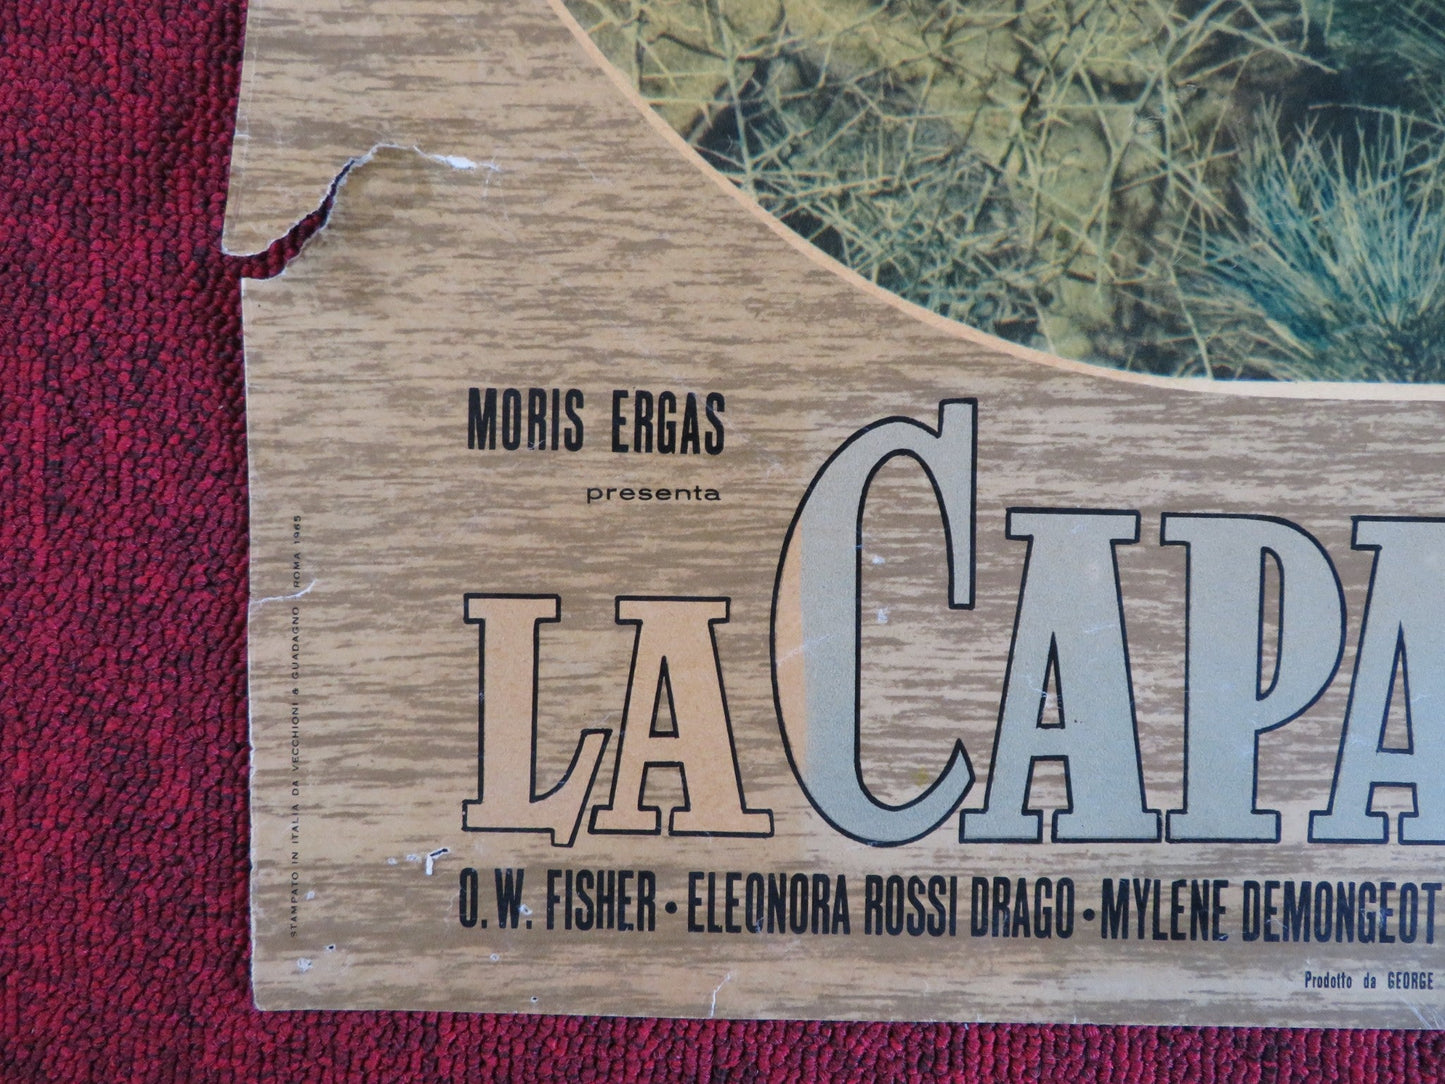 MORIS ERGAS
presenta
LA CAPA
O. W. FISHER • ELEONORA ROSSI DRAGO • MYLENE DEMONGEOT
Prodotto da GEORGE
STAMPATO IN ITALIA DA VECCHIONI & GUADAGNO ROMA 1965